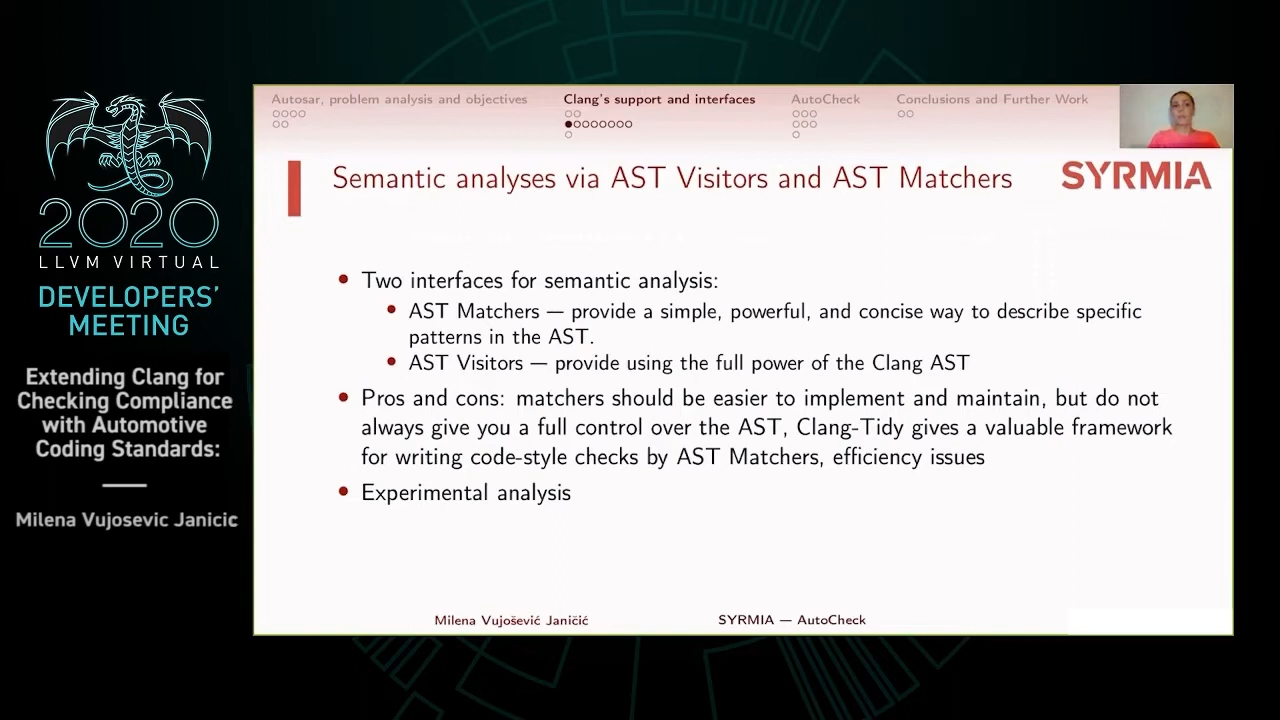 2020
LLVM VIRTUAL
DEVELOPERS'
MEETING
Extending Clang for
Checking Compliance
with Automotive
Coding Standards:
Milena Vujosevic Janicic
Autosar, problem analysis and objectives
Clang's support and interfaces
AutoCheck
Conclusions and Further Work
Semantic analyses via AST Visitors and AST Matchers
SYRMIA
• Two interfaces for semantic analysis:
• AST Matchers — provide a simple, powerful, and concise way to describe specific
patterns in the AST.
• AST Visitors — provide using the full power of the Clang AST
• Pros and cons: matchers should be easier to implement and maintain, but do not
always give you a full control over the AST, Clang-Tidy gives a valuable framework
for writing code-style checks by AST Matchers, efficiency issues
• Experimental analysis
Milena Vujošević Janičić
SYRMIA — AutoCheck